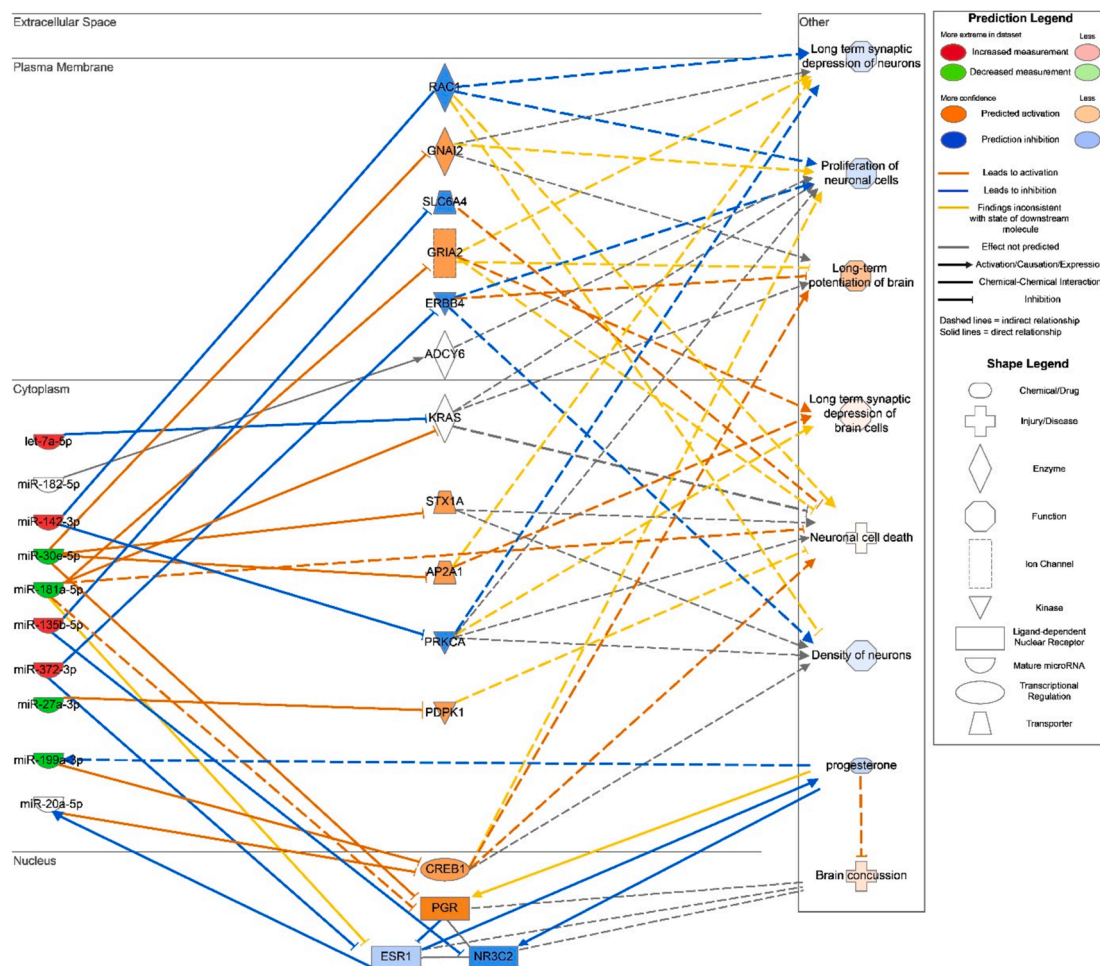 Extracellular Space
Plasma Membrane
RAC1
GNAI2
SLC6A4
GRIA2
ERBB4
ADCY6
Cytoplasm
KRAS
let-7a-5p
miR-182-5p
miR-142-3p
miR-30e-5p
miR-181a-5p
miR-135b-5p
miR-372-3p
miR-27a-3p
miR-199a-3p
miR-20a-5p
STX1A
AP2A1
PRKCA
PDPK1
Nucleus
CREB1
PGR
ESR1
NR3C2
Other
Long term synaptic
depression of neurons
Proliferation of
neuronal cells
Long-term
potentiation of brain
Long term synaptic
depression of
brain cells
Neuronal cell death
Density of neurons
progesterone
Brain concussion
Prediction Legend
More extreme in dataset
Less
Increased measurement
Decreased measurement
More confidence
Less
Predicted activation
Prediction inhibition
Leads to activation
Leads to inhibition
Findings inconsistent
with state of downstream
molecule
Effect not predicted
Activation/Causation/Expression
Chemical-Chemical Interaction
Inhibition
Dashed lines = indirect relationship
Solid lines = direct relationship
Shape Legend
Chemical/Drug
Injury/Disease
Enzyme
Function
Ion Channel
Kinase
Ligand-dependent
Nuclear Receptor
Mature microRNA
Transcriptional
Regulation
Transporter